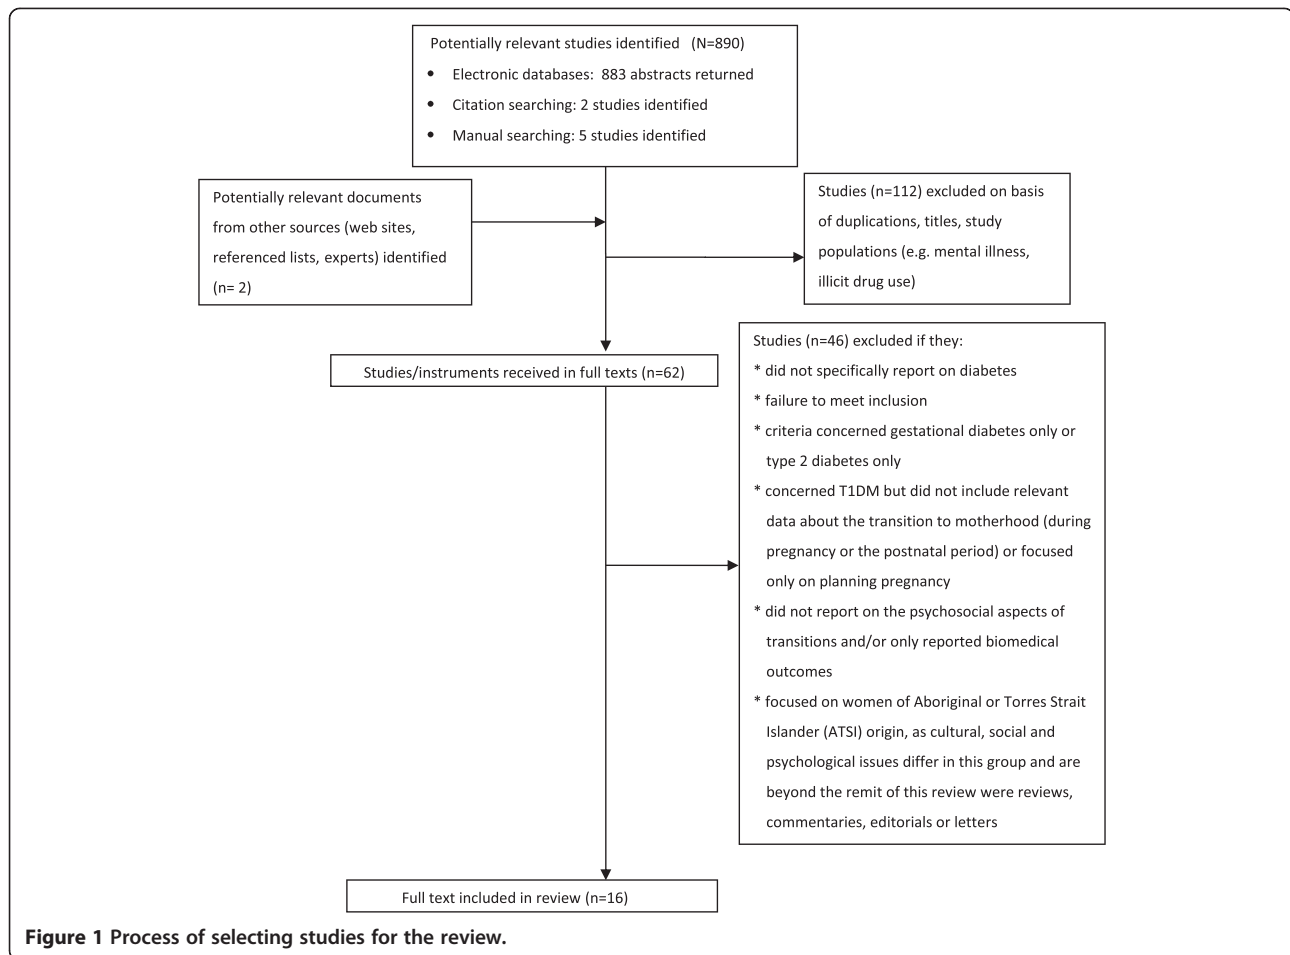 Potentially relevant studies identified (N=890)
• Electronic databases: 883 abstracts returned
• Citation searching: 2 studies identified
• Manual searching: 5 studies identified
Potentially relevant documents
from other sources (web sites,
referenced lists, experts) identified
(n= 2)
Studies (n=112) excluded on basis
of duplications, titles, study
populations (e.g. mental illness,
illicit drug use)
Studies/instruments received in full texts (n=62)
Studies (n=46) excluded if they:
* did not specifically report on diabetes
* failure to meet inclusion
* criteria concerned gestational diabetes only or
type 2 diabetes only
* concerned T1DM but did not include relevant
data about the transition to motherhood (during
pregnancy or the postnatal period) or focused
only on planning pregnancy
* did not report on the psychosocial aspects of
transitions and/or only reported biomedical
outcomes
* focused on women of Aboriginal or Torres Strait
Islander (ATSI) origin, as cultural, social and
psychological issues differ in this group and are
beyond the remit of this review were reviews,
commentaries, editorials or letters
Full text included in review (n=16)
Figure 1 Process of selecting studies for the review.